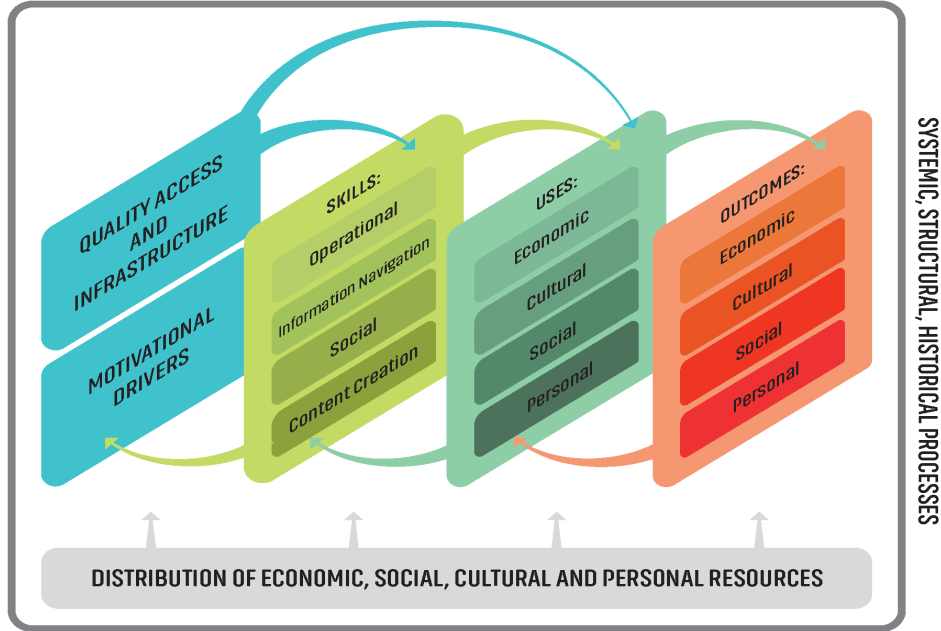 QUALITY ACCESS
AND
INFRASTRUCTURE
MOTIVATIONAL
DRIVERS
SKILLS:
Operational
Information Navigation
Social
Content Creation
USES:
Economic
Cultural
Social
Personal
OUTCOMES:
Economic
Cultural
Social
Personal
DISTRIBUTION OF ECONOMIC, SOCIAL, CULTURAL AND PERSONAL RESOURCES
SYSTEMIC, STRUCTURAL, HISTORICAL PROCESSES